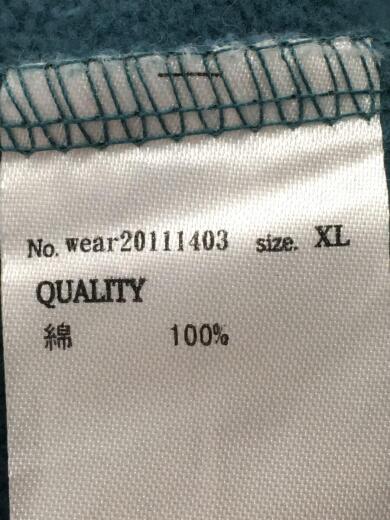 No. wear20111403 size. XL
QUALITY
綿 100%